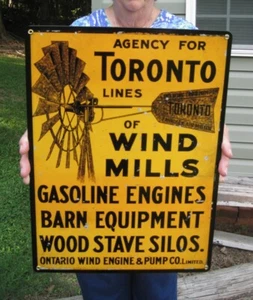 AGENCY FOR
TORONTO
LINES
TORONTO
OF
WIND
MILLS
GASOLINE ENGINES
BARN EQUIPMENT
WOOD STAVE SILOS.
ONTARIO WIND ENGINE & PUMP CO. LIMITED.